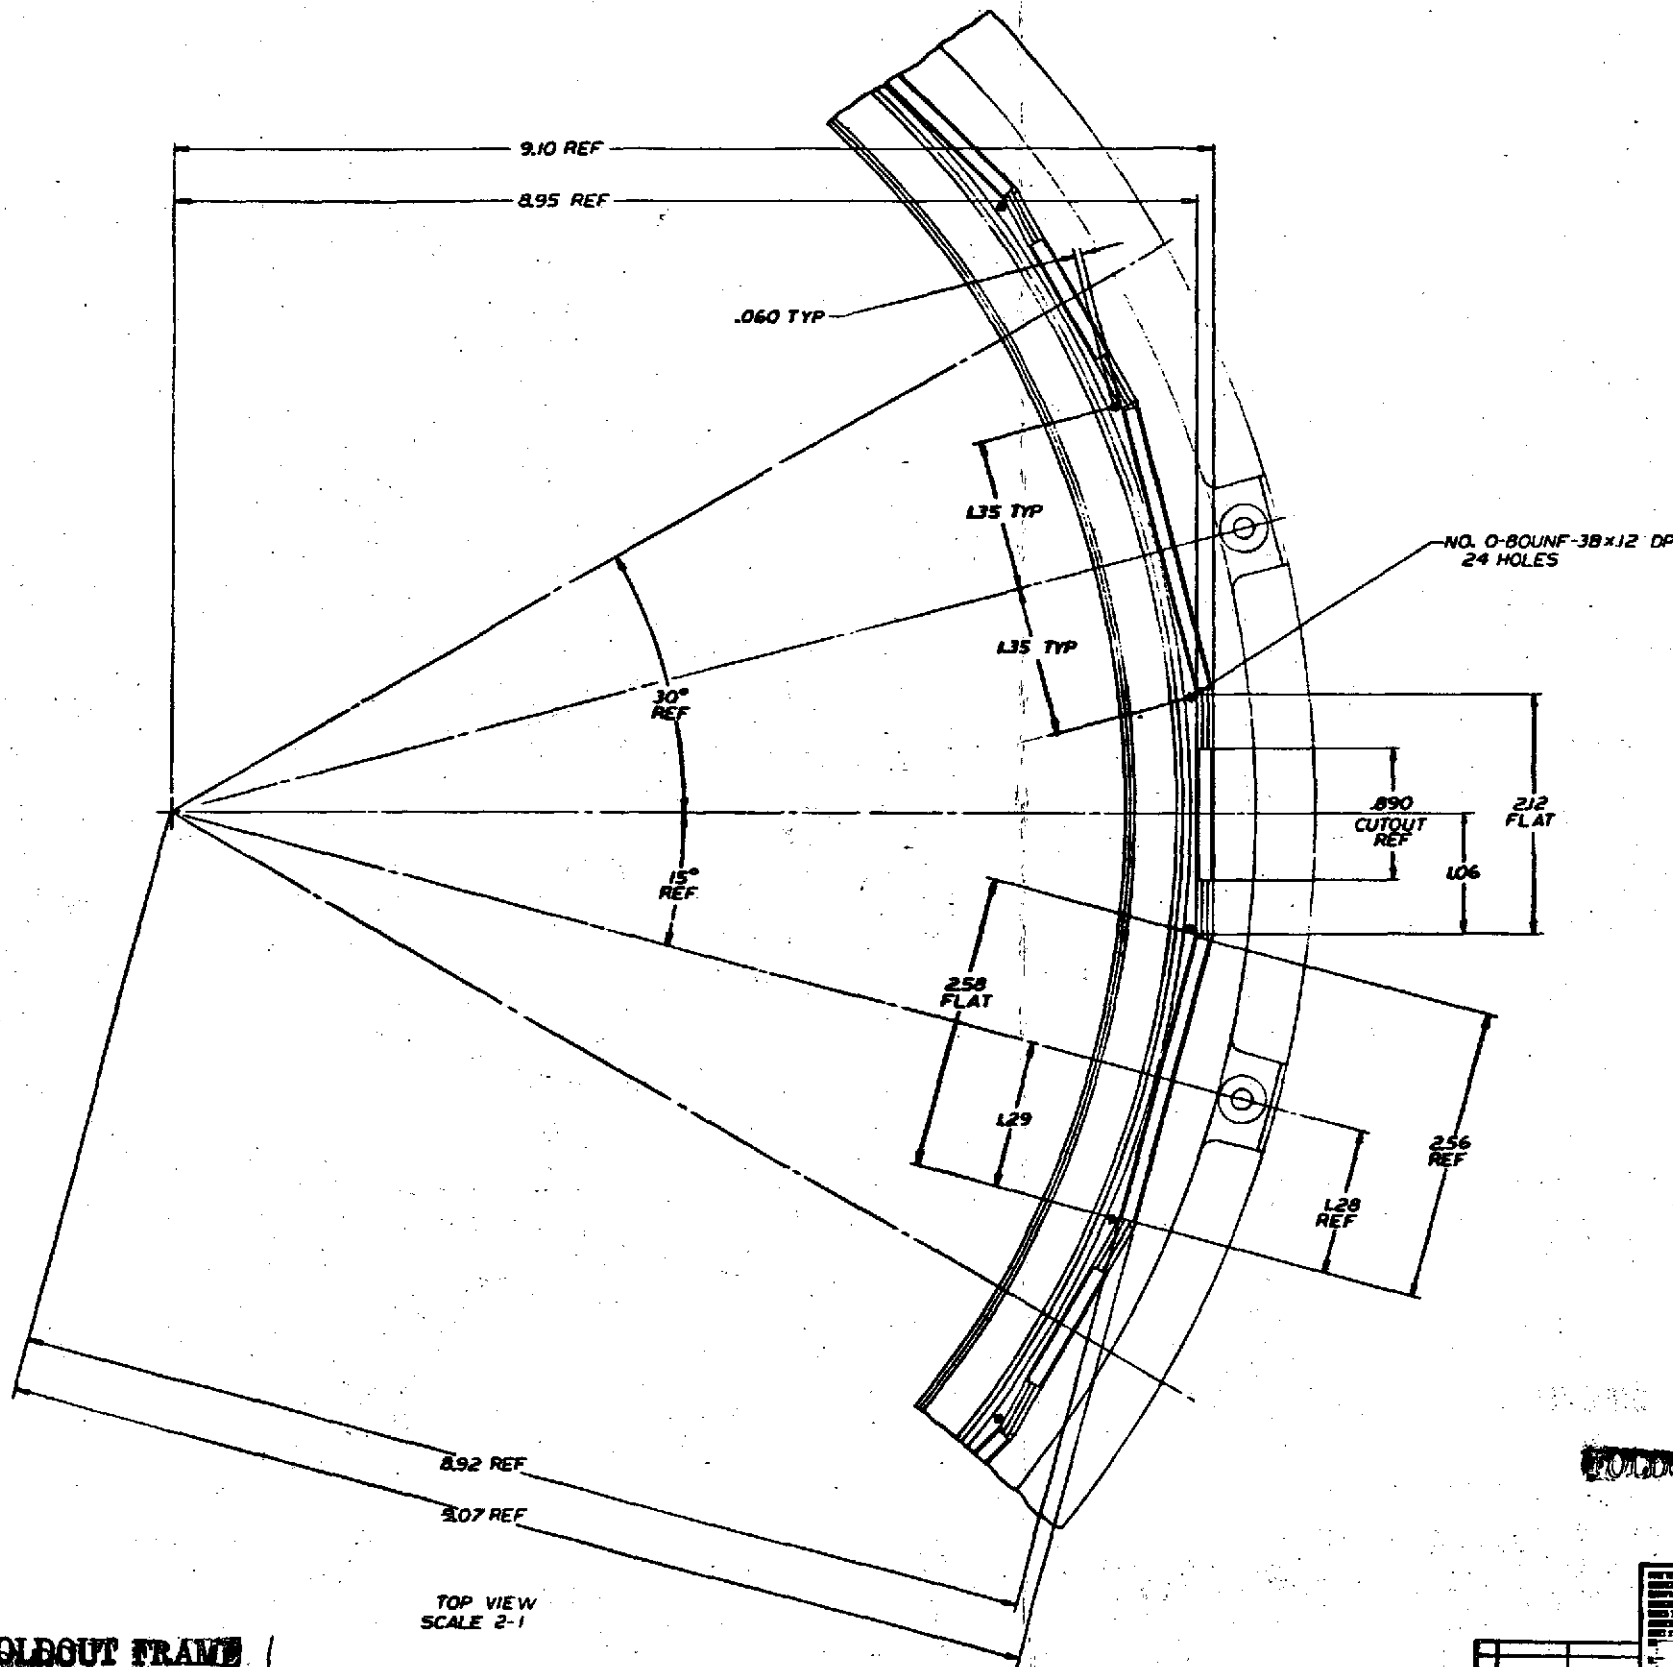 9.10 REF
8.95 REF
.060 TYP
1.35 TYP
NO. 0-80UNF-3B×.12 DP
24 HOLES
1.35 TYP
30°
REF
.890
CUTOUT
REF
2.12
FLAT
15°
REF
1.06
2.58
FLAT
1.29
2.56
REF
1.28
REF
8.92 REF
9.07 REF
TOP VIEW
SCALE 2-1
OLDOUT FRAME